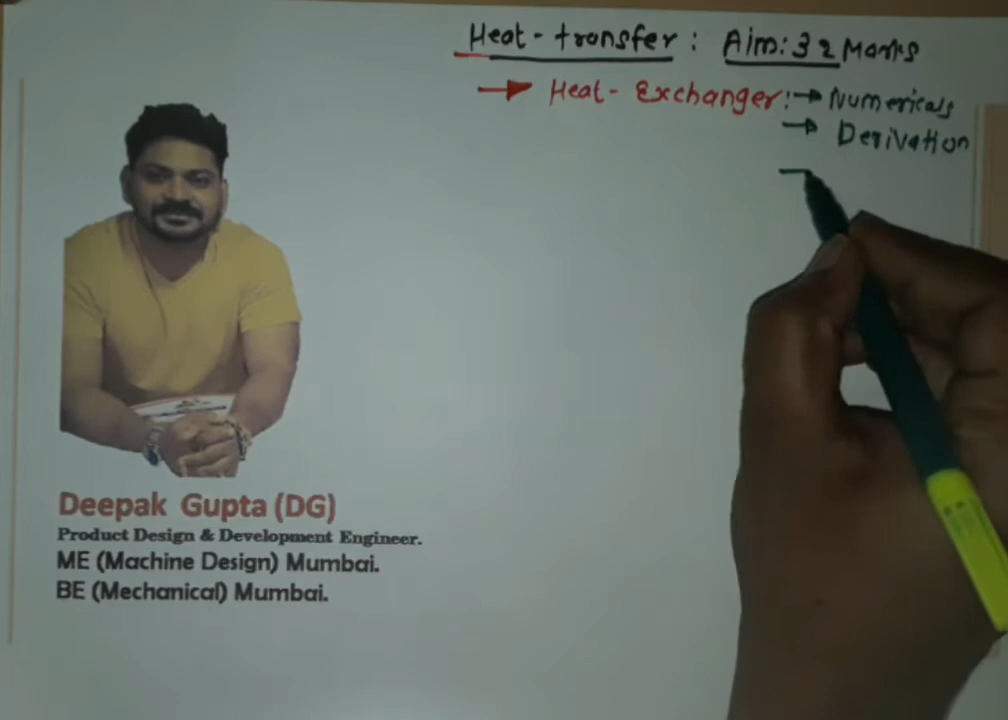 Heat-transfer: Aim: 32 Marks
→ Heat-Exchanger: → Numericals
→ Derivation
Deepak Gupta (DG)
Product Design & Development Engineer.
ME (Machine Design) Mumbai.
BE (Mechanical) Mumbai.